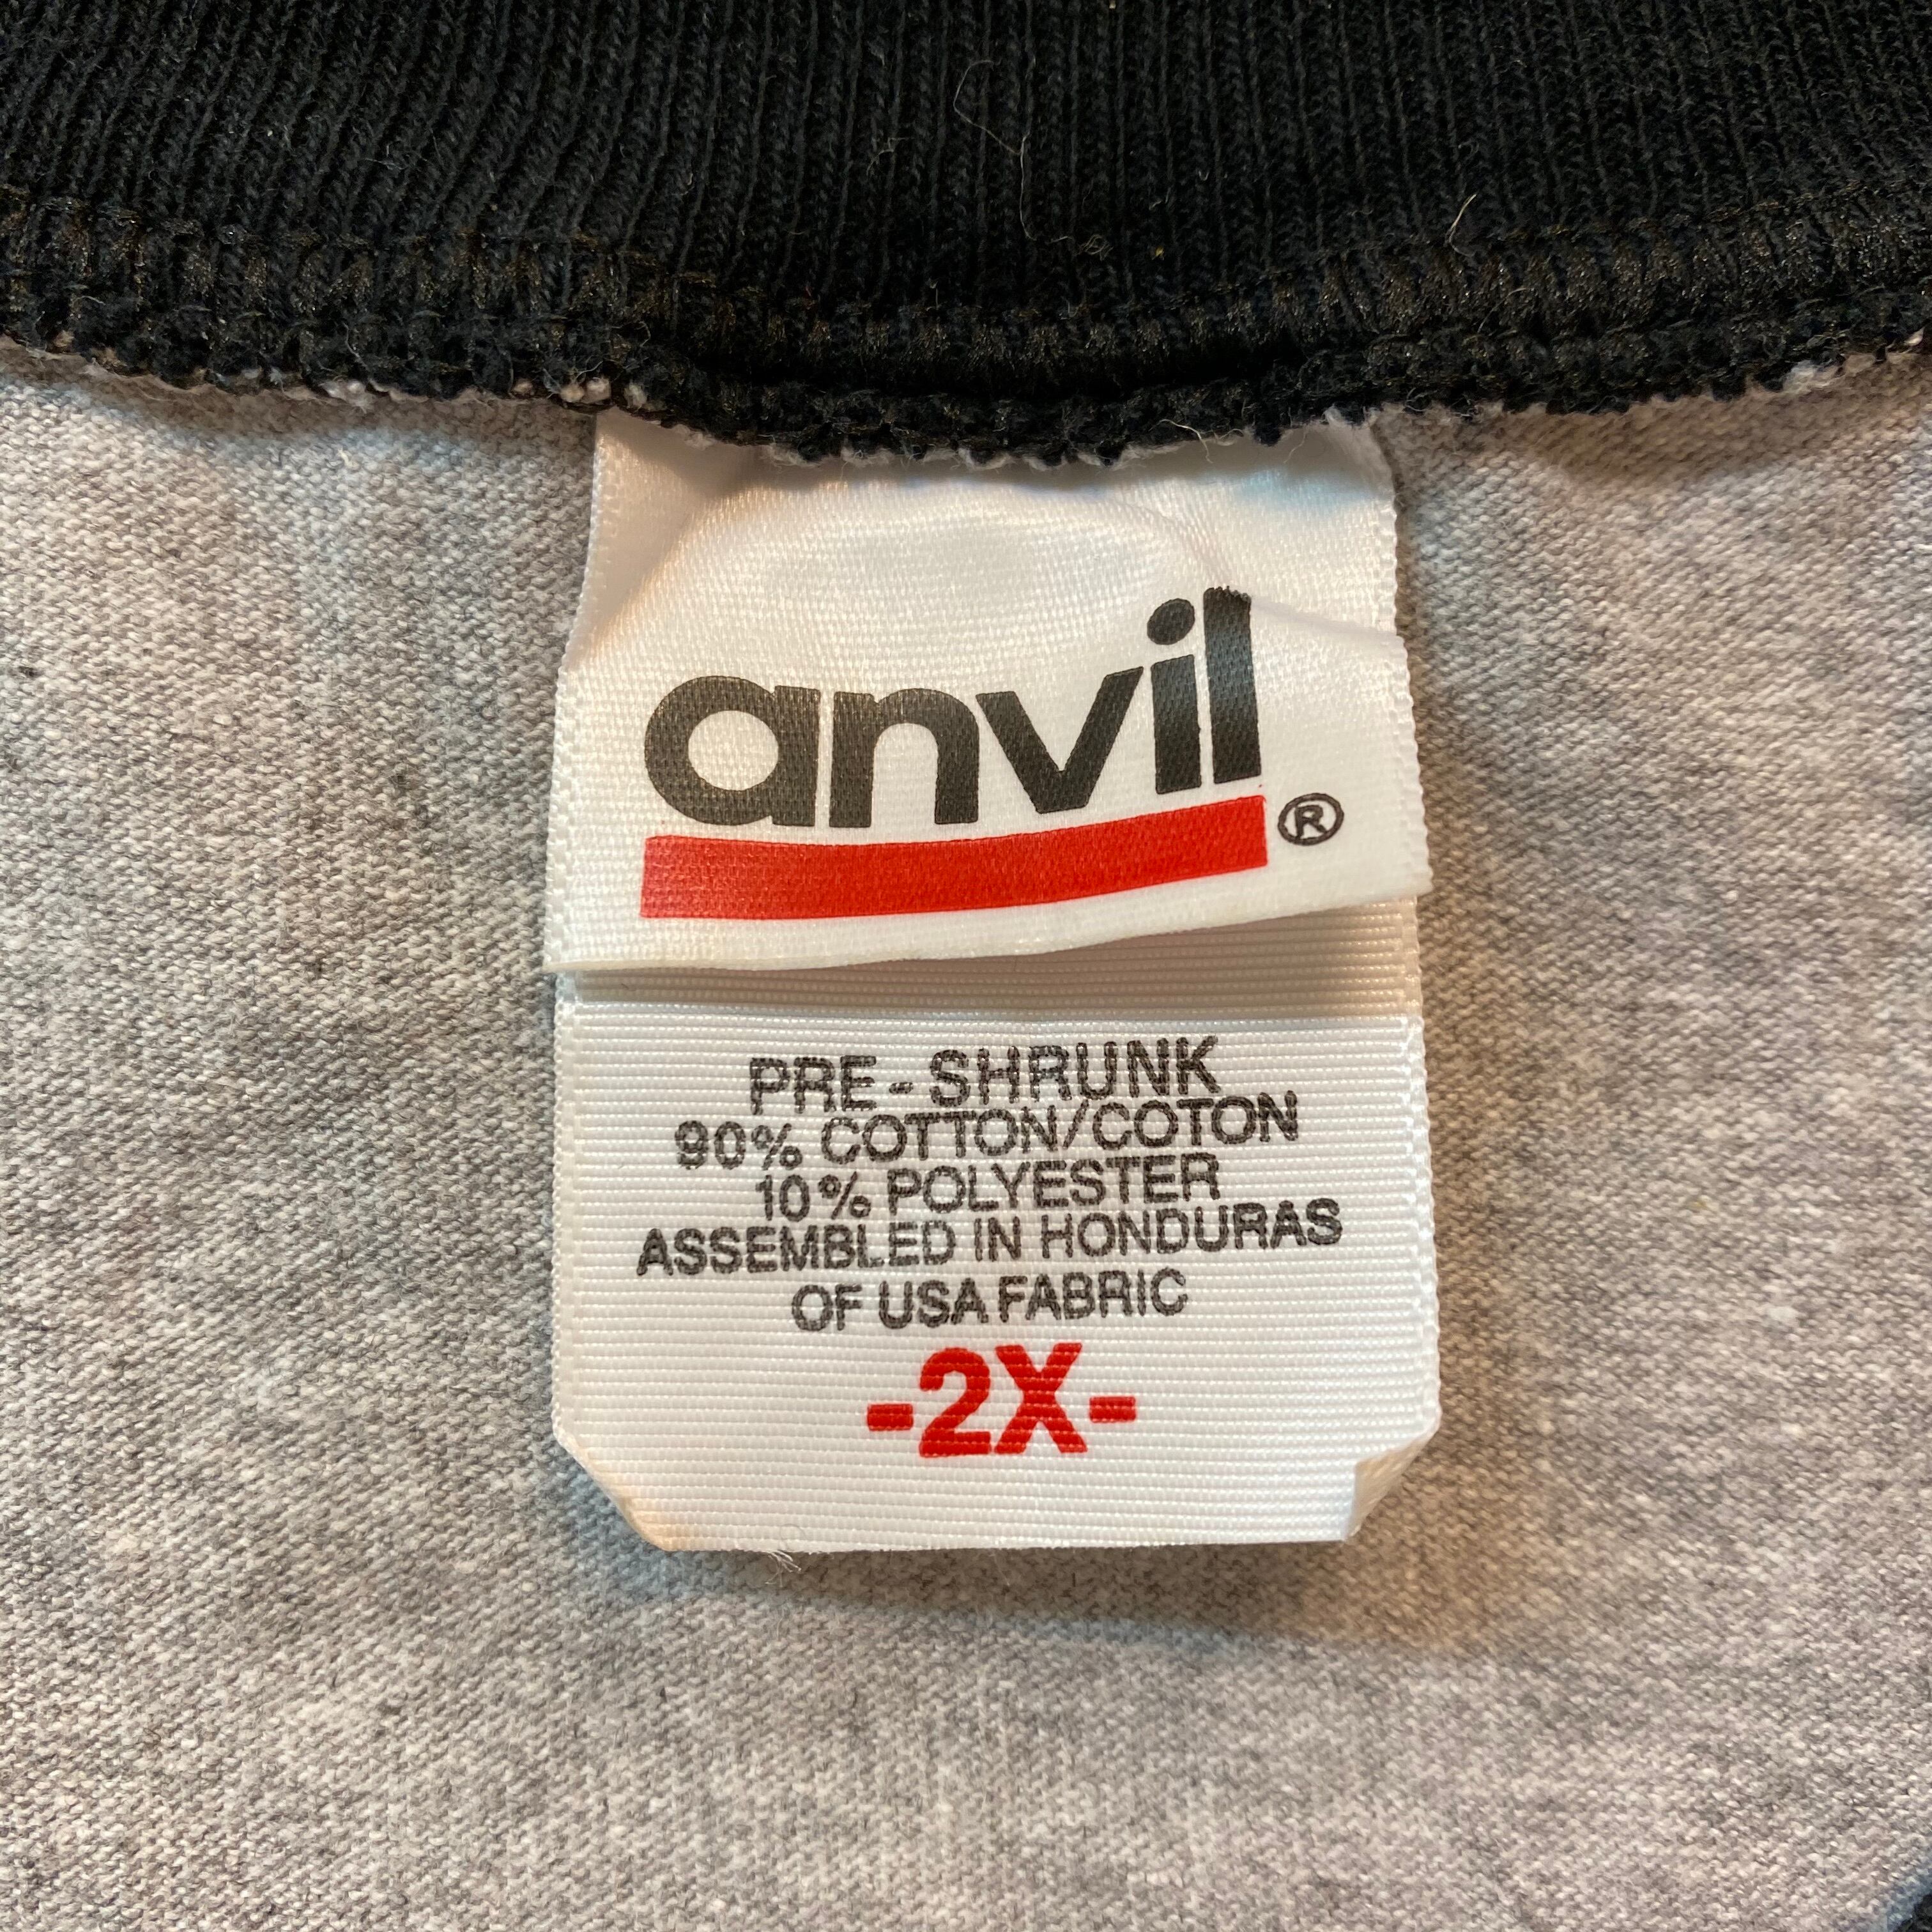 anvil®
PRE-SHRUNK
90% COTTON/COTON
10% POLYESTER
ASSEMBLED IN HONDURAS
OF USA FABRIC
-2X-